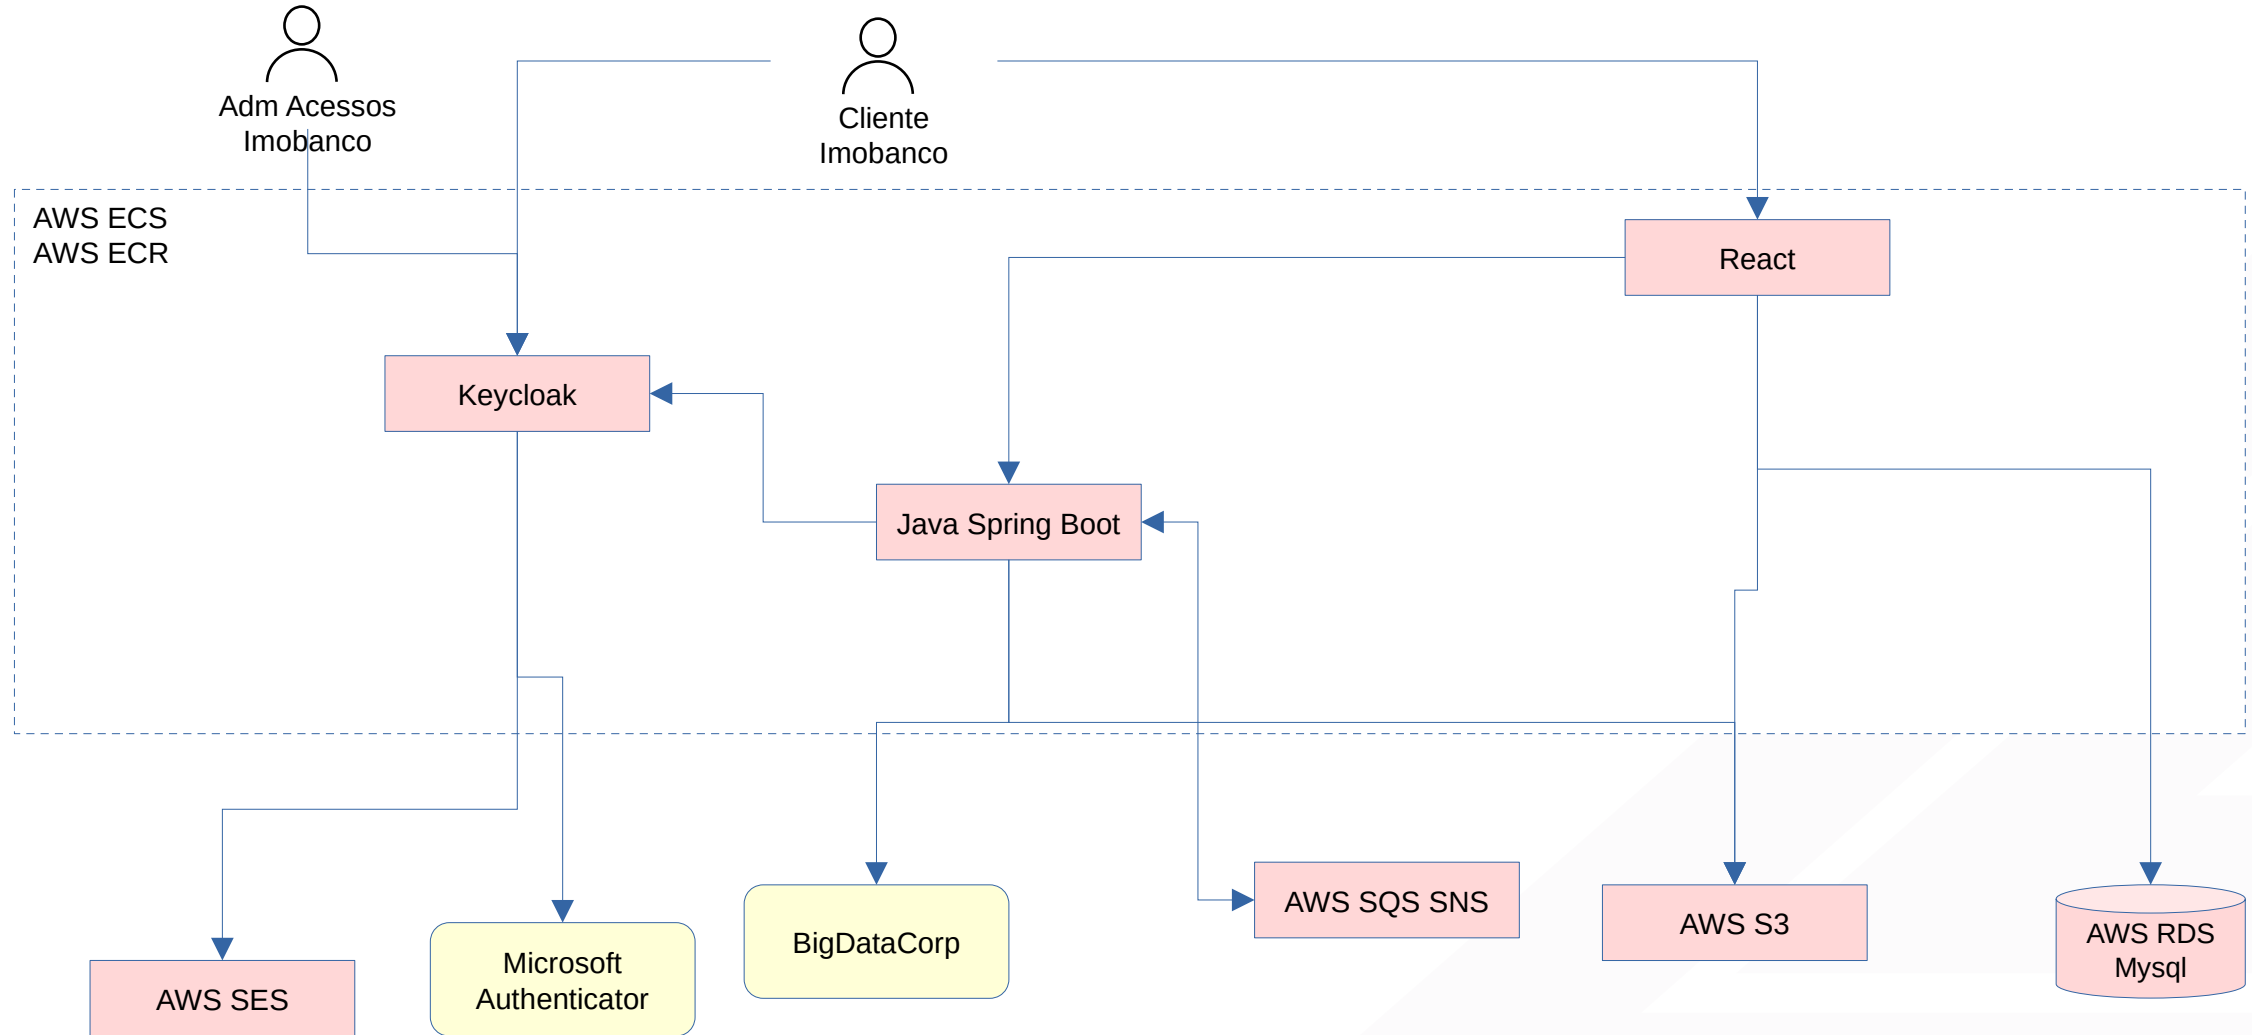 Adm Acessos
Imobanco
Cliente
Imobanco
AWS ECS
AWS ECR
React
Keycloak
Java Spring Boot
AWS SQS SNS
AWS S3
AWS RDS
Mysql
BigDataCorp
Microsoft
Authenticator
AWS SES